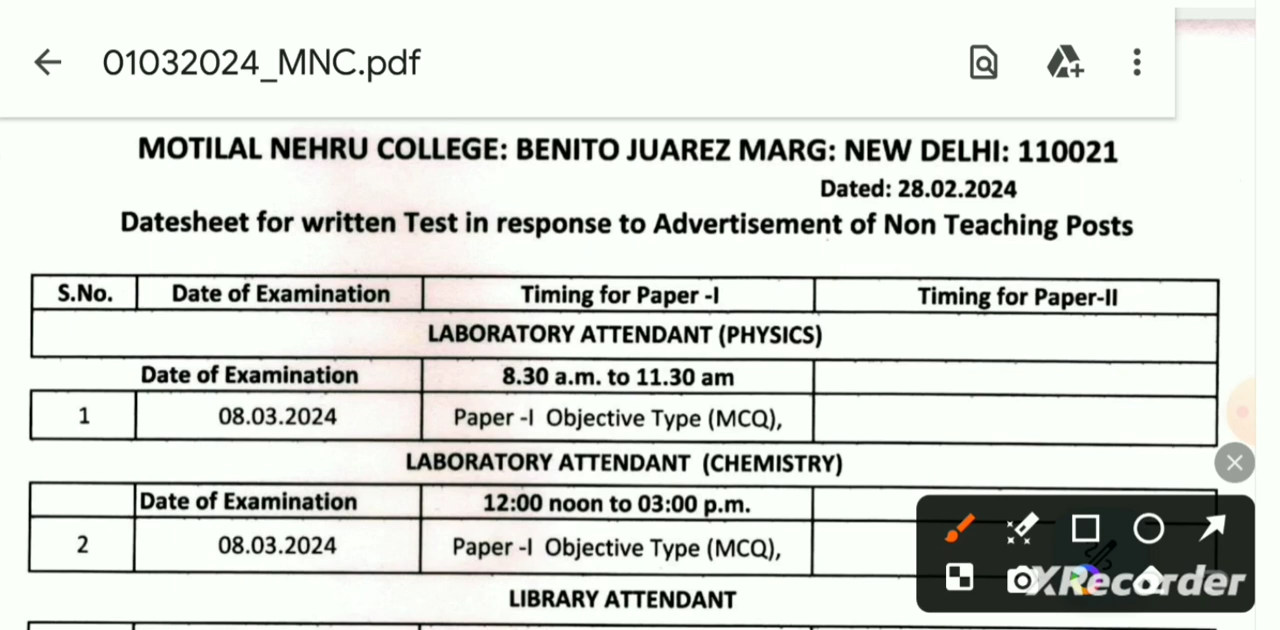 01032024_MNC.pdf
MOTILAL NEHRU COLLEGE: BENITO JUAREZ MARG: NEW DELHI: 110021
Dated: 28.02.2024
Datesheet for written Test in response to Advertisement of Non Teaching Posts
S.No. Date of Examination Timing for Paper -I Timing for Paper-II
LABORATORY ATTENDANT (PHYSICS)
Date of Examination 8.30 a.m. to 11.30 am
1 08.03.2024 Paper -I Objective Type (MCQ),
LABORATORY ATTENDANT (CHEMISTRY)
Date of Examination 12:00 noon to 03:00 p.m.
2 08.03.2024 Paper -I Objective Type (MCQ),
XRecorder
LIBRARY ATTENDANT